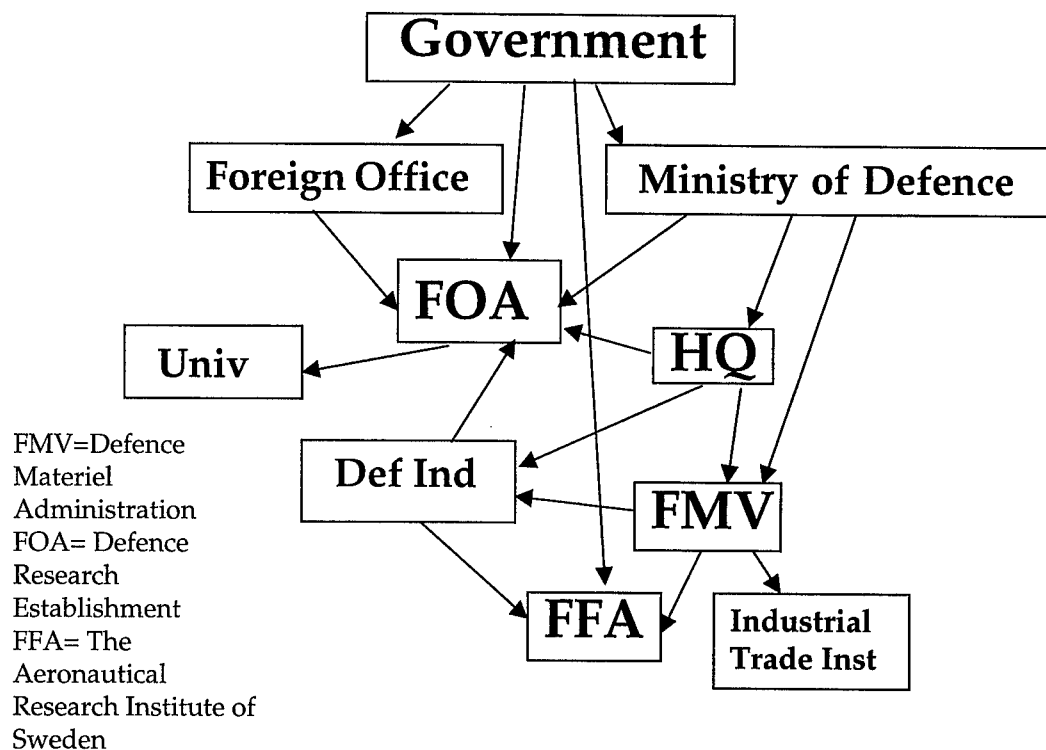 Government
Foreign Office
Ministry of Defence
FOA
HQ
Univ
Def Ind
FMV
FFA
Industrial
Trade Inst
FMV=Defence
Materiel
Administration
FOA= Defence
Research
Establishment
FFA= The
Aeronautical
Research Institute of
Sweden